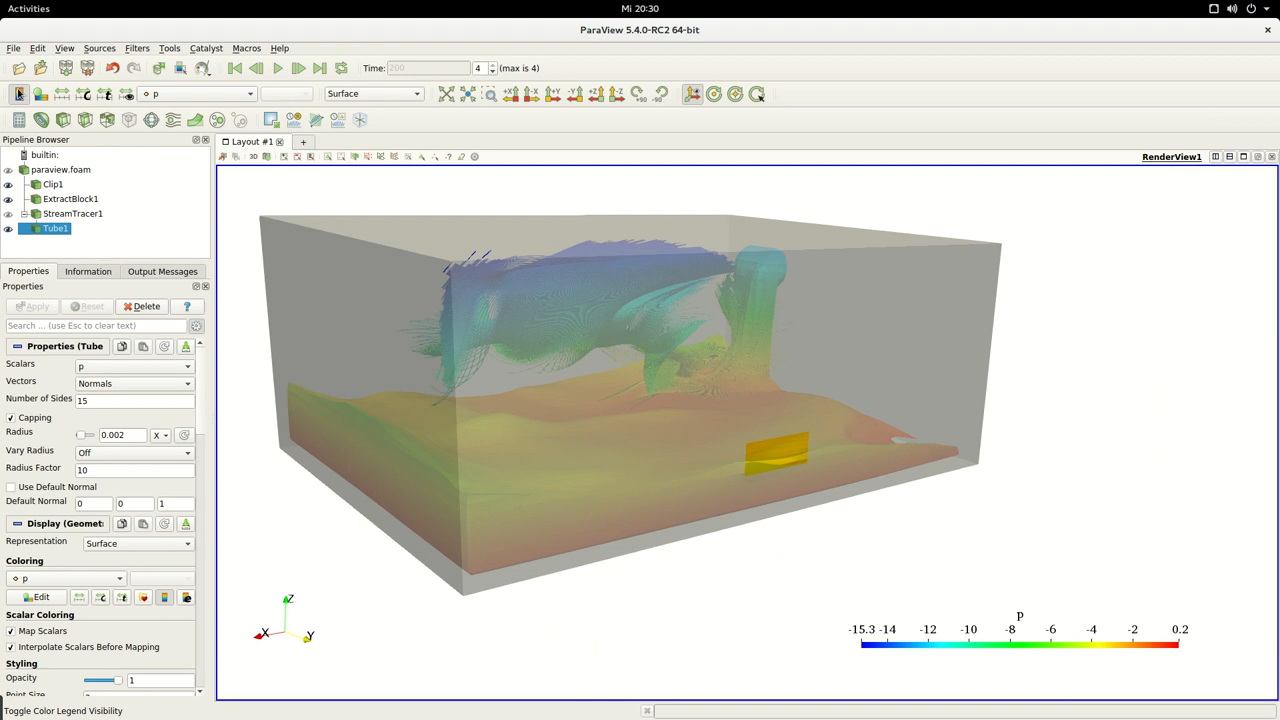 Activities
Mi 20:30
ParaView 5.4.0-RC2 64-bit
File Edit View Sources Filters Tools Catalyst Macros Help
Time: 200 4 (max is 4)
p Surface +X -X +Y -Y +Z -Z +90 -90
Pipeline Browser
Layout #1 +
3D RenderView1
builtin:
paraview.foam
Clip1
ExtractBlock1
StreamTracer1
Tube1
Properties Information Output Messages
Properties
Apply Reset Delete ?
Search ... (use Esc to clear text)
Properties (Tube
Scalars p
Vectors Normals
Number of Sides 15
Capping
Radius 0.002 X
Vary Radius Off
Radius Factor 10
Use Default Normal
Default Normal 0 0 1
Display (Geomet
Representation Surface
Coloring
p
Edit
Scalar Coloring
Map Scalars
Interpolate Scalars Before Mapping
Styling
Opacity 1
Z
X
Y
p
-15.3 -14 -12 -10 -8 -6 -4 -2 0.2
Toggle Color Legend Visibility